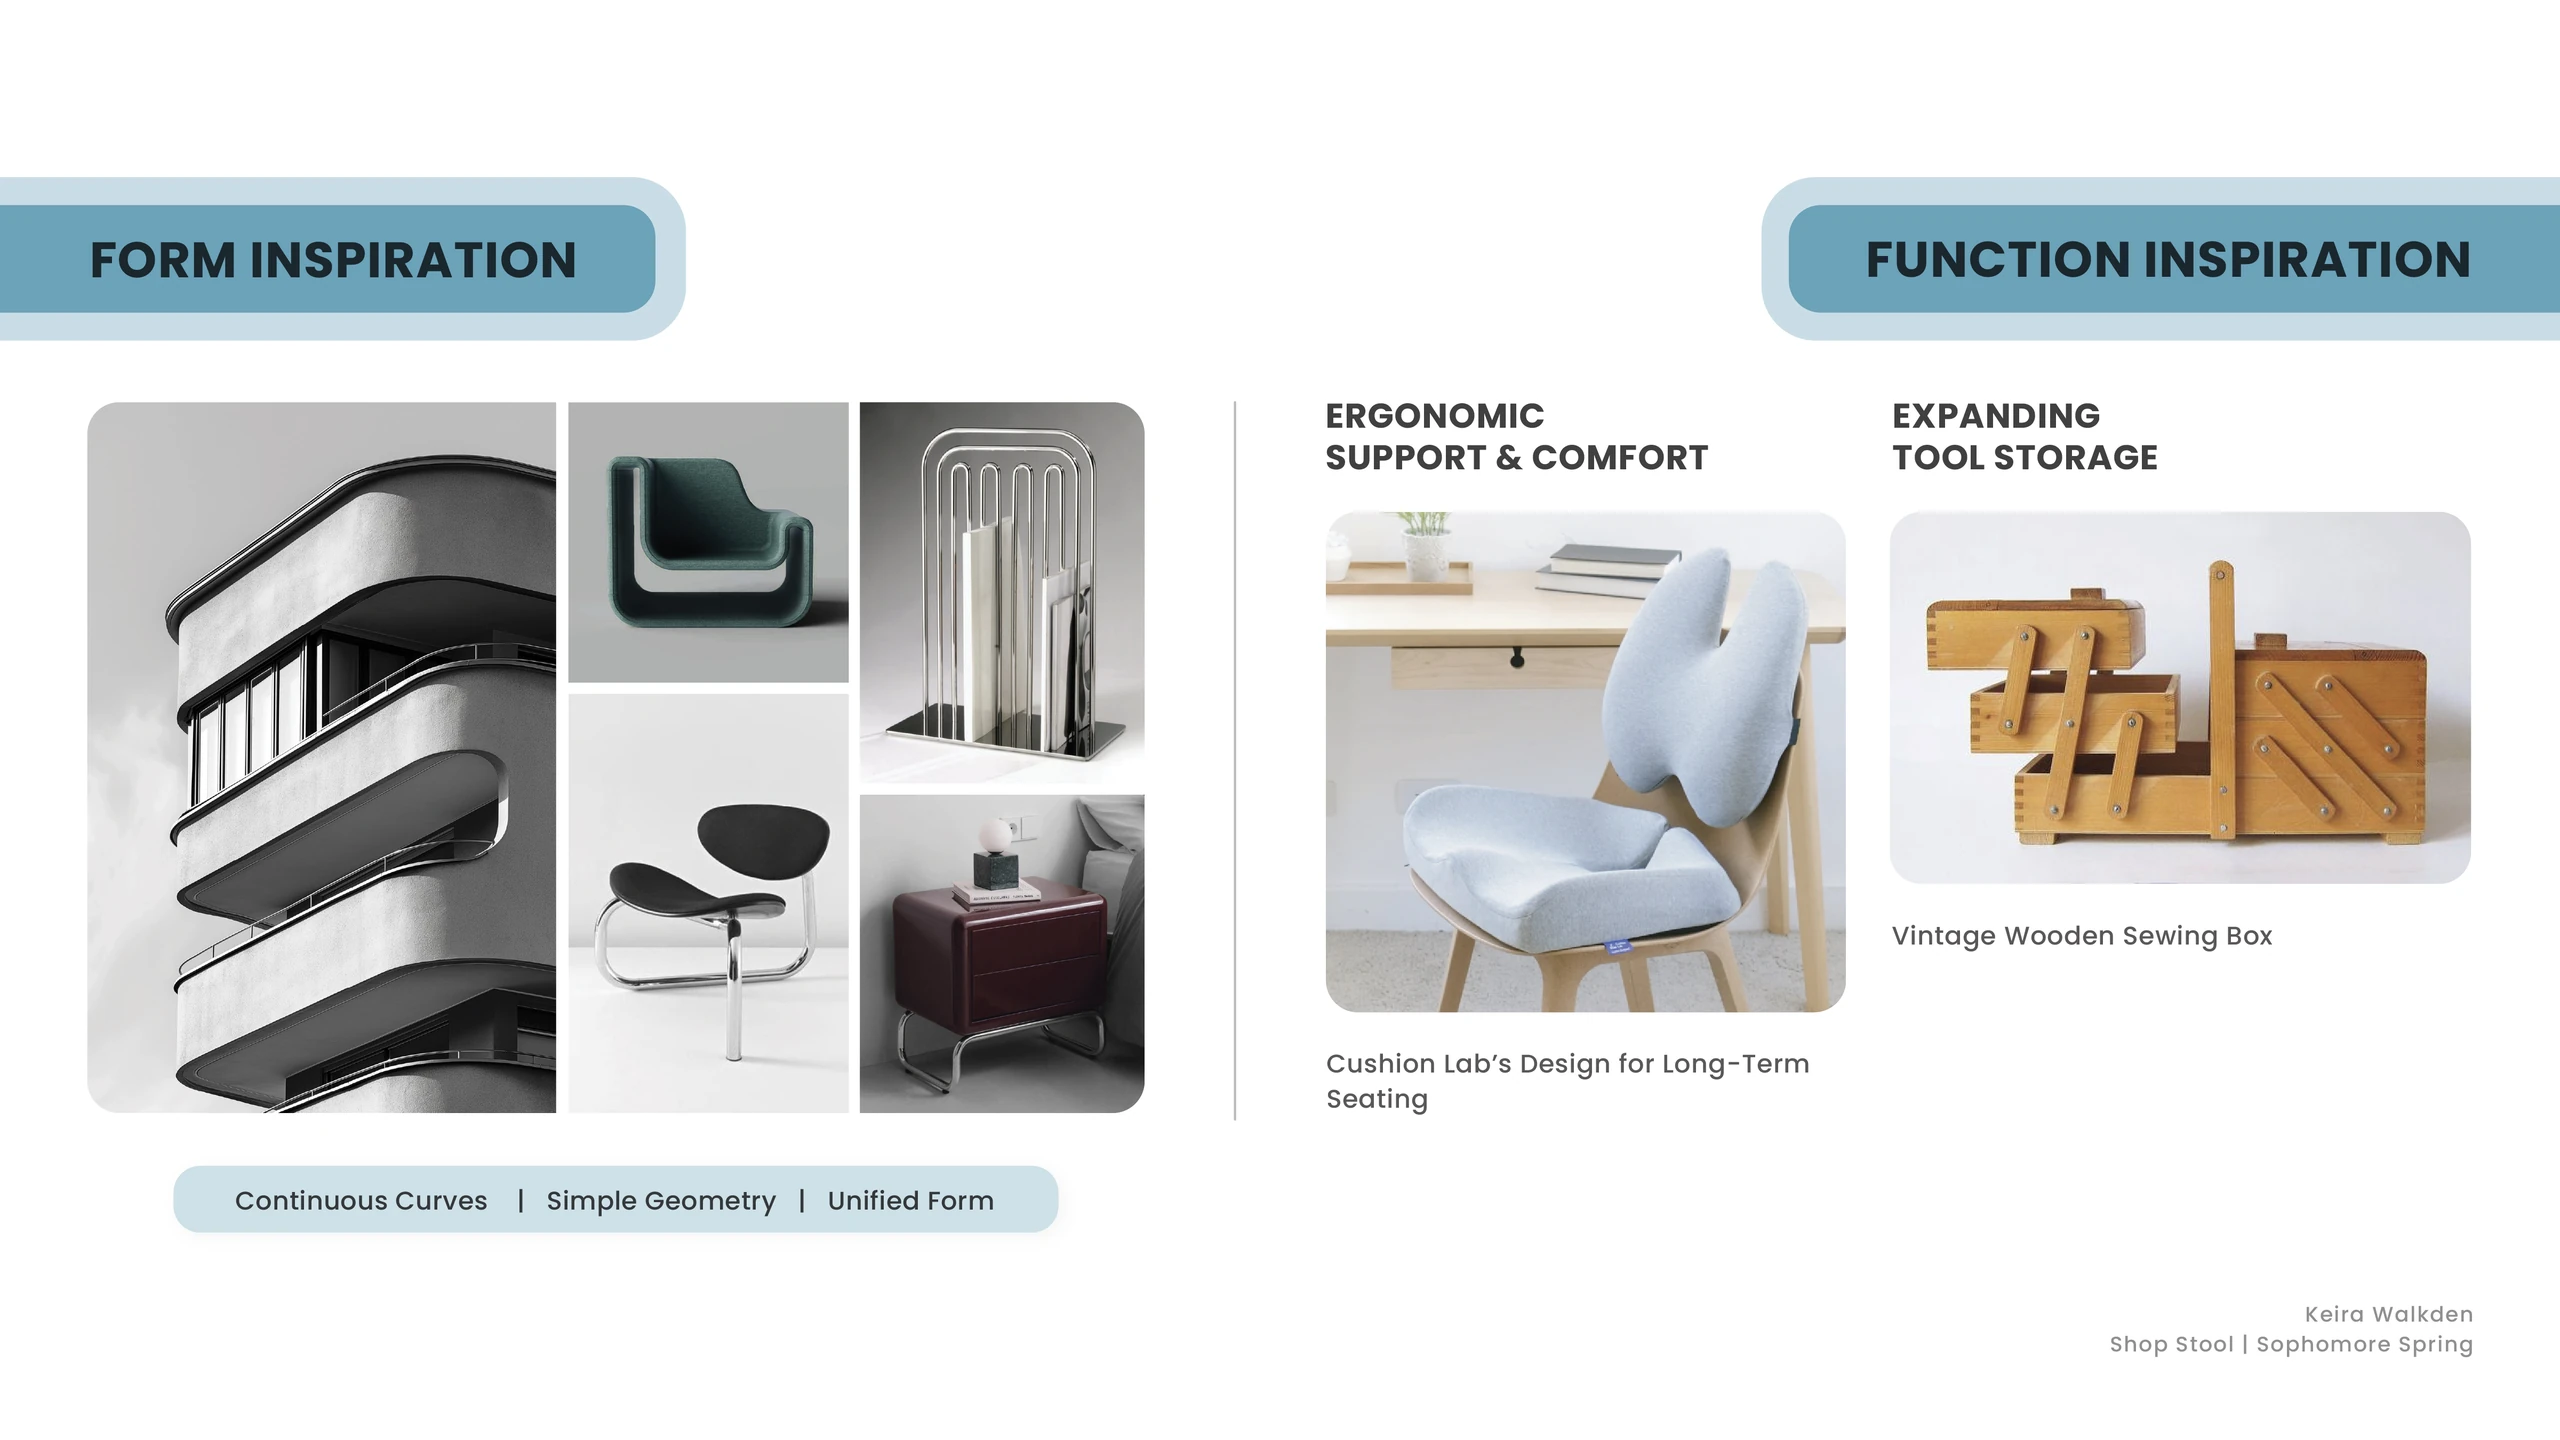 FORM INSPIRATION
FUNCTION INSPIRATION
ERGONOMIC
SUPPORT & COMFORT
EXPANDING
TOOL STORAGE
Vintage Wooden Sewing Box
Cushion Lab’s Design for Long-Term
Seating
Continuous Curves | Simple Geometry | Unified Form
Keira Walkden
Shop Stool | Sophomore Spring